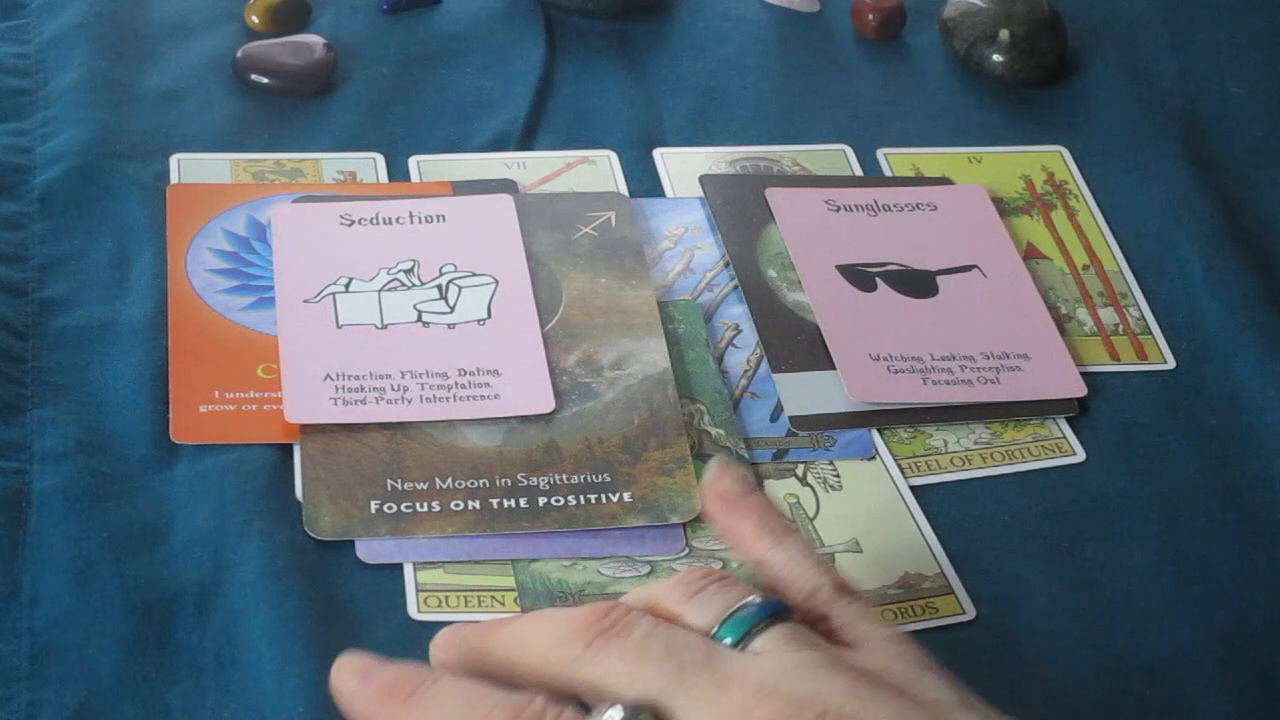 VII
IV
Seduction
Sunglasses
C
I underst
grow or eve
Attraction, Flirting, Dating,
Hooking Up, Temptation,
Third-Party Interference
Watching, Looking, Stalking,
Gaslighting, Perception,
Focusing Out
New Moon in Sagittarius
FOCUS ON THE POSITIVE
HEEL OF FORTUNE
QUEEN
ORDS